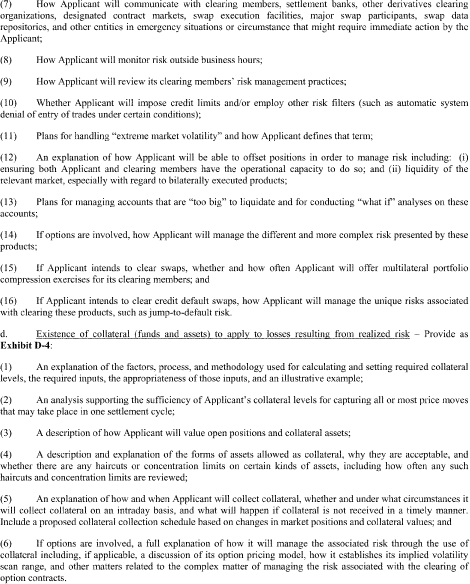 (7) How Applicant will communicate with clearing members, settlement banks, other derivatives clearing
organizations, designated contract markets, swap execution facilities, major swap participants, swap data
repositories, and other entities in emergency situations or circumstances that might require immediate action by the
Applicant;
(8) How Applicant will monitor risk outside business hours;
(9) How Applicant will review its clearing members' risk management practices;
(10) Whether Applicant will impose credit limits and/or employ other risk filters (such as automatic system
denial of entry of trades under certain conditions);
(11) Plans for handling “extreme market volatility” and how Applicant defines that term;
(12) An explanation of how Applicant will be able to offset positions in order to manage risk including: (i)
ensuring both Applicant and clearing members have the operational capacity to do so; and (ii) liquidity of the
relevant market, especially with regard to bilaterally executed products;
(13) Plans for managing accounts that are “too big” to liquidate and for conducting “what if” analyses on these
accounts;
(14) If options are involved, how Applicant will manage the different and more complex risk presented by these
products;
(15) If Applicant intends to clear swaps, whether and how often Applicant will offer multilateral portfolio
compression exercises for its clearing members; and
(16) If Applicant intends to clear credit default swaps, how Applicant will manage the unique risks associated
with clearing these products, such as jump-to-default risk.
d. Existence of collateral (funds and assets) to apply to losses resulting from realized risk – Provide as
Exhibit D-4:
(1) An explanation of the factors, process, and methodology used for calculating and setting required collateral
levels, the required inputs, the appropriateness of those inputs, and an illustrative example;
(2) An analysis supporting the sufficiency of Applicant's collateral levels for capturing all or most price moves
that may take place in one settlement cycle;
(3) A description of how Applicant will value open positions and collateral assets;
(4) A description and explanation of the forms of assets allowed as collateral, why they are acceptable, and
whether there are any haircuts or concentration limits on certain kinds of assets, including how often any such
haircuts and concentration limits are reviewed;
(5) An explanation of how and when Applicant will collect collateral, whether and under what circumstances it
will collect collateral on an intraday basis, and what will happen if collateral is not received in a timely manner.
Include a proposed collateral collection schedule based on changes in market positions and collateral values; and
(6) If options are involved, a full explanation of how it will manage the associated risk through the use of
collateral including, if applicable, a discussion of its option pricing model, how it establishes its implied volatility
scan range, and other matters related to the complex matter of managing the risk associated with the clearing of
option contracts.